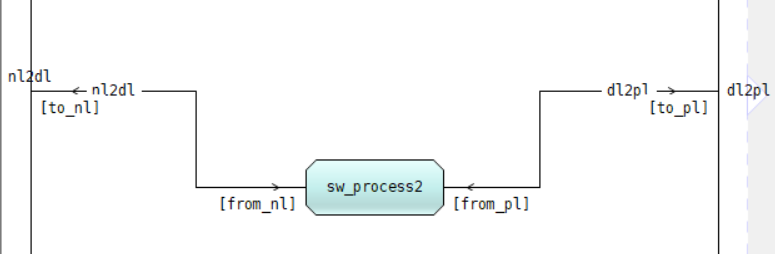 nl2dl
nl2dl
dl2pl
dl2pl
[to_nl]
[to_pl]
sw_process2
[from_nl]
[from_pl]